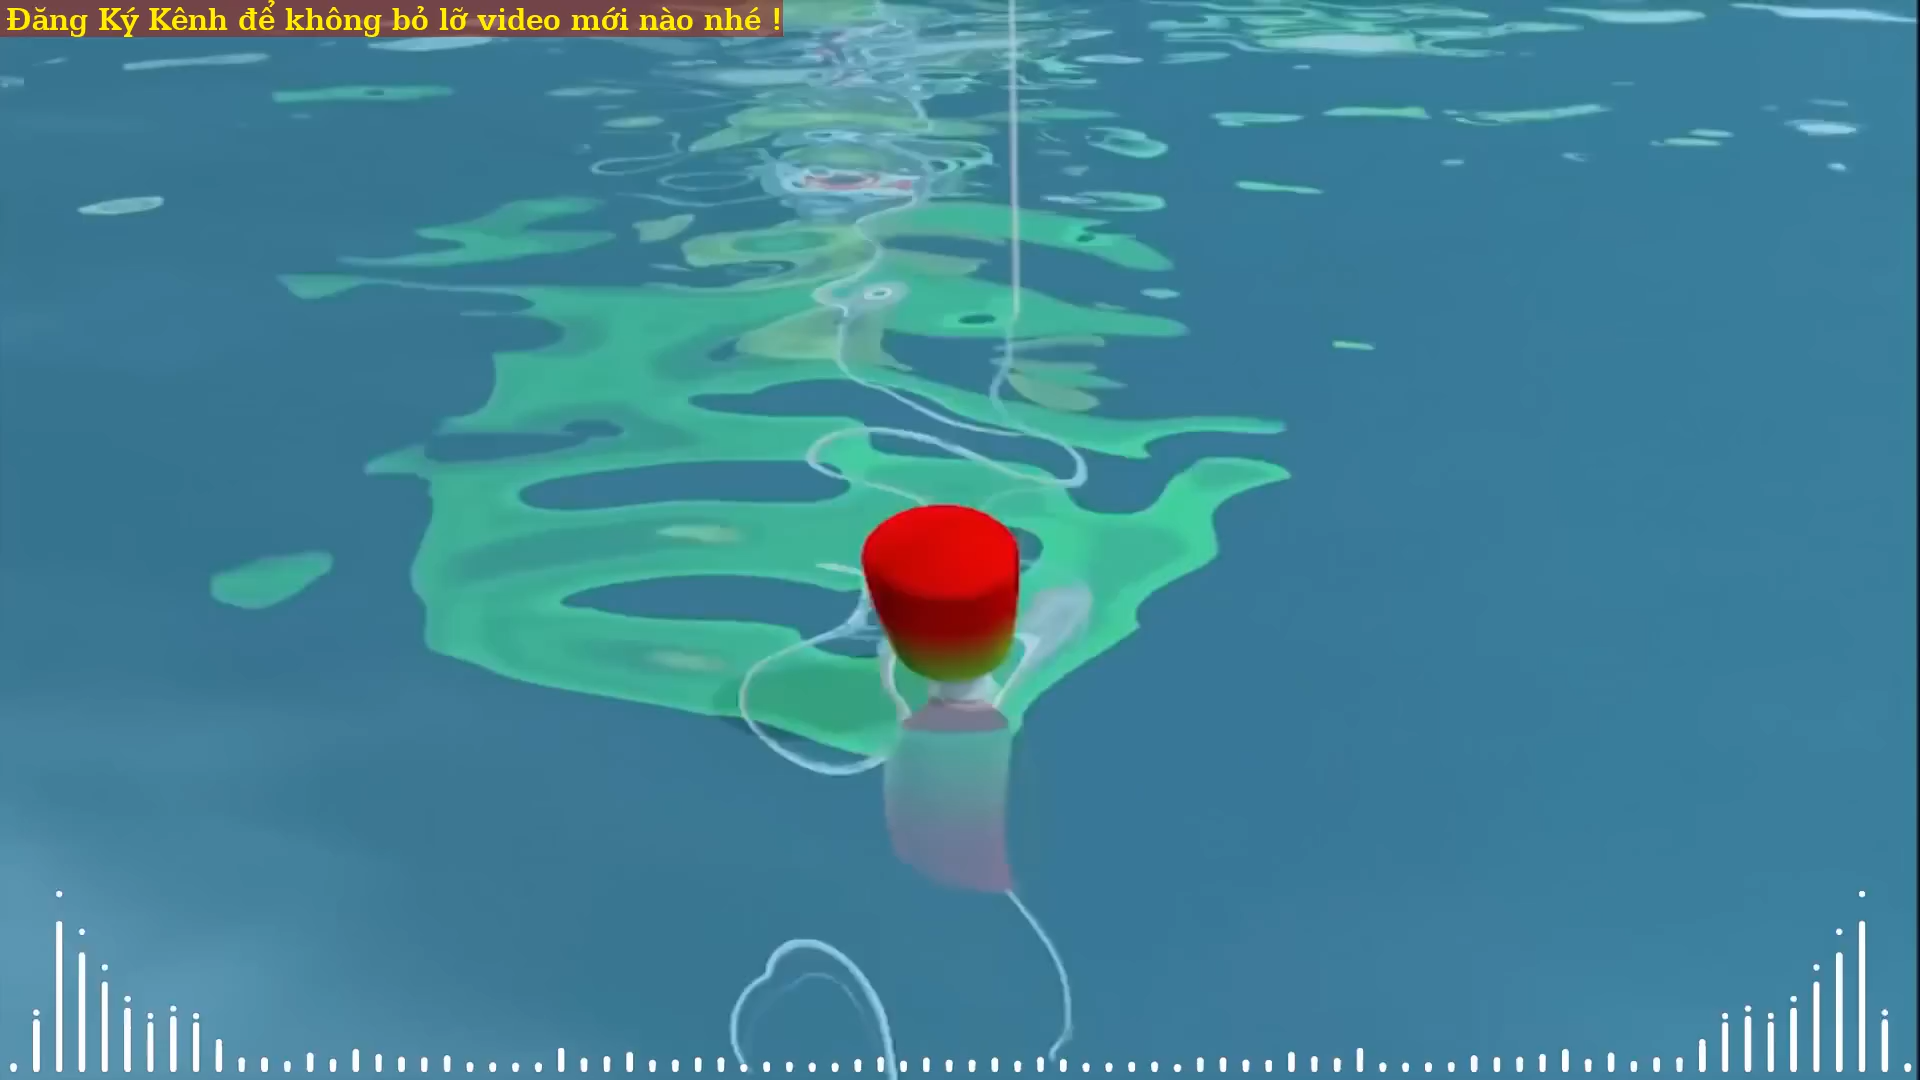 Đăng Ký Kênh để không bỏ lỡ video mới nào nhé !